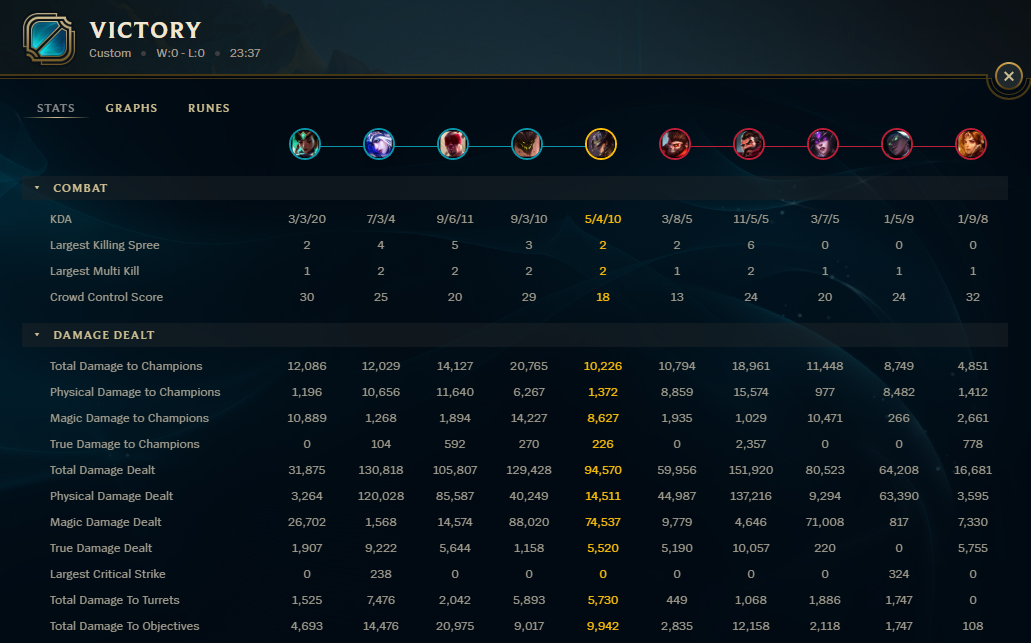 VICTORY
Custom • W:0 - L:0 • 23:37
STATS GRAPHS RUNES
COMBAT
KDA 3/3/20 7/3/4 9/6/11 9/3/10 5/4/10 3/8/5 11/5/5 3/7/5 1/5/9 1/9/8
Largest Killing Spree 2 4 5 3 2 2 6 0 0 0
Largest Multi Kill 1 2 2 2 2 1 2 1 1 1
Crowd Control Score 30 25 20 29 18 13 24 20 24 32
DAMAGE DEALT
Total Damage to Champions 12,086 12,029 14,127 20,765 10,226 10,794 18,961 11,448 8,749 4,851
Physical Damage to Champions 1,196 10,656 11,640 6,267 1,372 8,859 15,574 977 8,482 1,412
Magic Damage to Champions 10,889 1,268 1,894 14,227 8,627 1,935 1,029 10,471 266 2,661
True Damage to Champions 0 104 592 270 226 0 2,357 0 0 778
Total Damage Dealt 31,875 130,818 105,807 129,428 94,570 59,956 151,920 80,523 64,208 16,681
Physical Damage Dealt 3,264 120,028 85,587 40,249 14,511 44,987 137,216 9,294 63,390 3,595
Magic Damage Dealt 26,702 1,568 14,574 88,020 74,537 9,779 4,646 71,008 817 7,330
True Damage Dealt 1,907 9,222 5,644 1,158 5,520 5,190 10,057 220 0 5,755
Largest Critical Strike 0 238 0 0 0 0 0 0 324 0
Total Damage To Turrets 1,525 7,476 2,042 5,893 5,730 449 1,068 1,886 1,747 0
Total Damage To Objectives 4,693 14,476 20,975 9,017 9,942 2,835 12,158 2,118 1,747 108